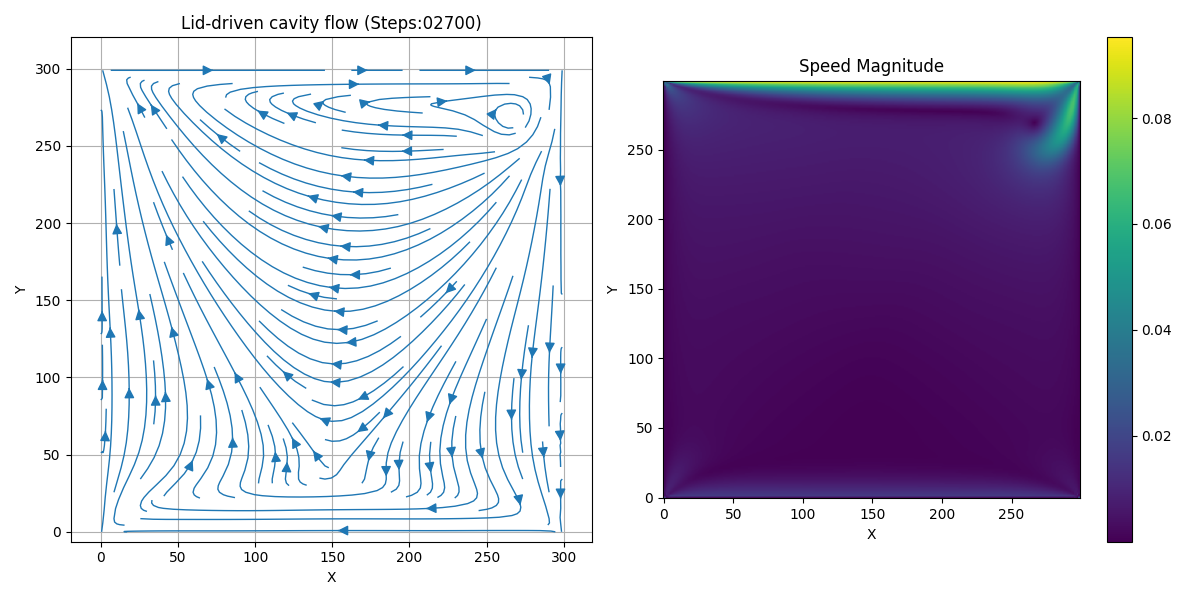 Lid-driven cavity flow (Steps:02700)
300
250
200
150
100
50
0
Y
0 50 100 150 200 250 300
X
Speed Magnitude
250
200
150
100
50
0
Y
0 50 100 150 200 250
X
0.08
0.06
0.04
0.02